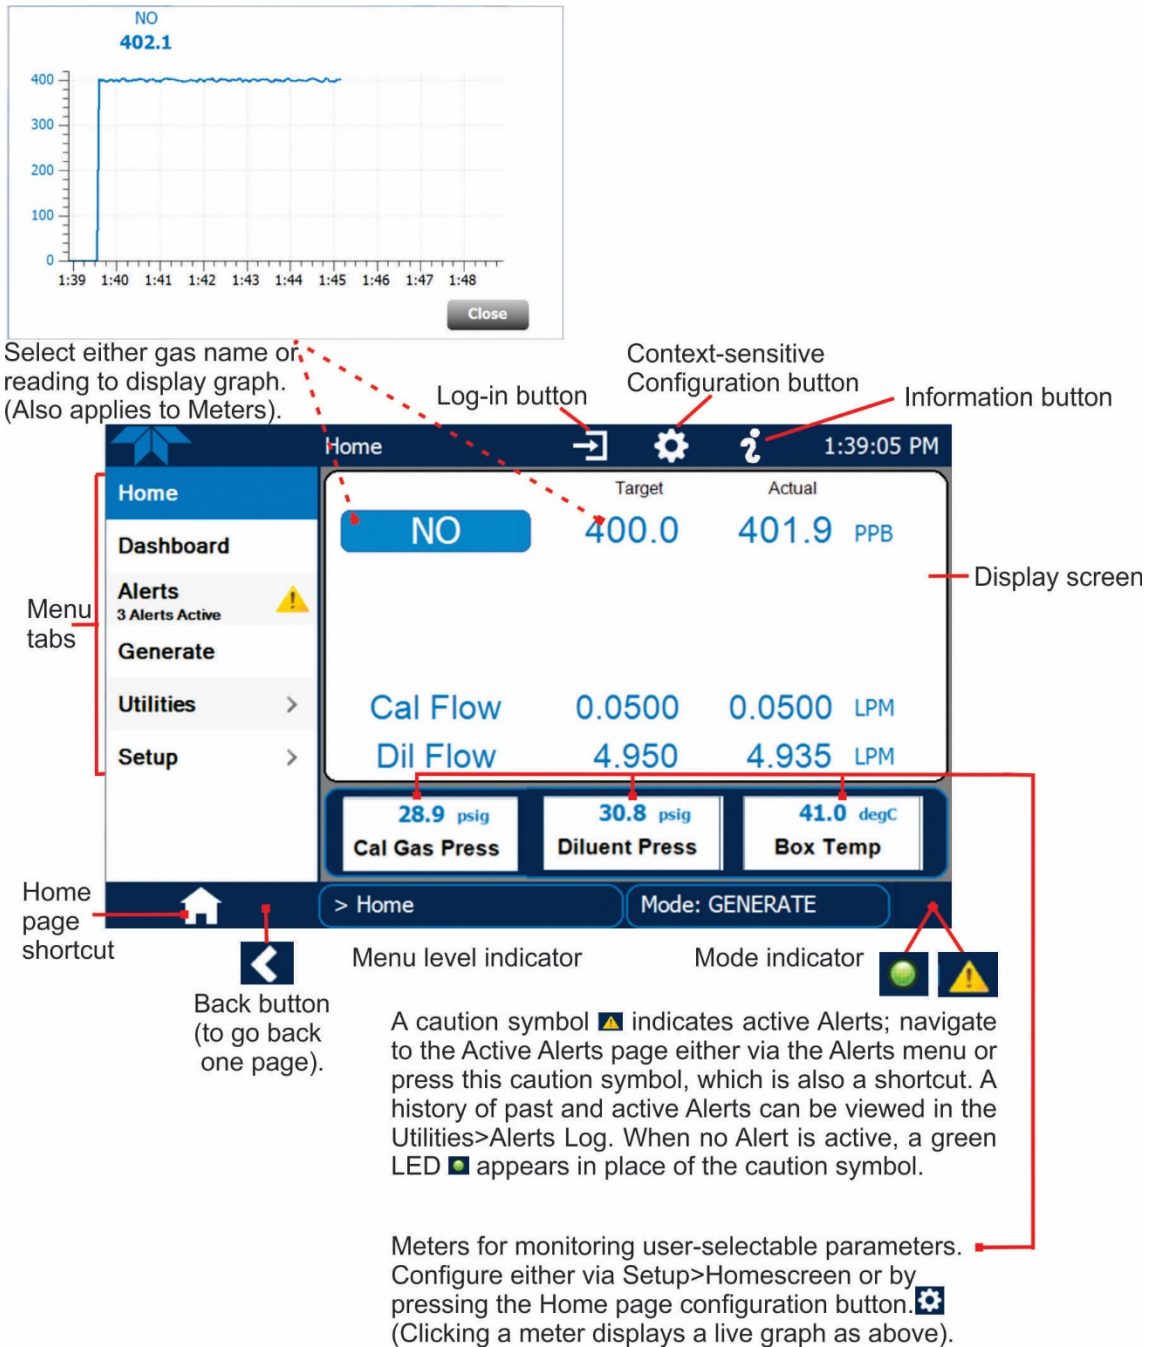 NO
402.1
400
300
200
100
0
1:39 1:40 1:41 1:42 1:43 1:44 1:45 1:46 1:47 1:48
Close
Select either gas name or
reading to display graph.
(Also applies to Meters).
Log-in button
Context-sensitive
Configuration button
Information button
Home
1:39:05 PM
Home
Dashboard
Alerts
3 Alerts Active
Generate
Utilities
Setup
Menu
tabs
Target Actual
NO 400.0 401.9 PPB
Display screen
Cal Flow 0.0500 0.0500 LPM
Dil Flow 4.950 4.935 LPM
28.9 psig
Cal Gas Press
30.8 psig
Diluent Press
41.0 degC
Box Temp
Home
page
shortcut
> Home
Mode: GENERATE
Menu level indicator
Mode indicator
Back button
(to go back
one page).
A caution symbol indicates active Alerts; navigate
to the Active Alerts page either via the Alerts menu or
press this caution symbol, which is also a shortcut. A
history of past and active Alerts can be viewed in the
Utilities>Alerts Log. When no Alert is active, a green
LED appears in place of the caution symbol.
Meters for monitoring user-selectable parameters.
Configure either via Setup>Homescreen or by
pressing the Home page configuration button.
(Clicking a meter displays a live graph as above).